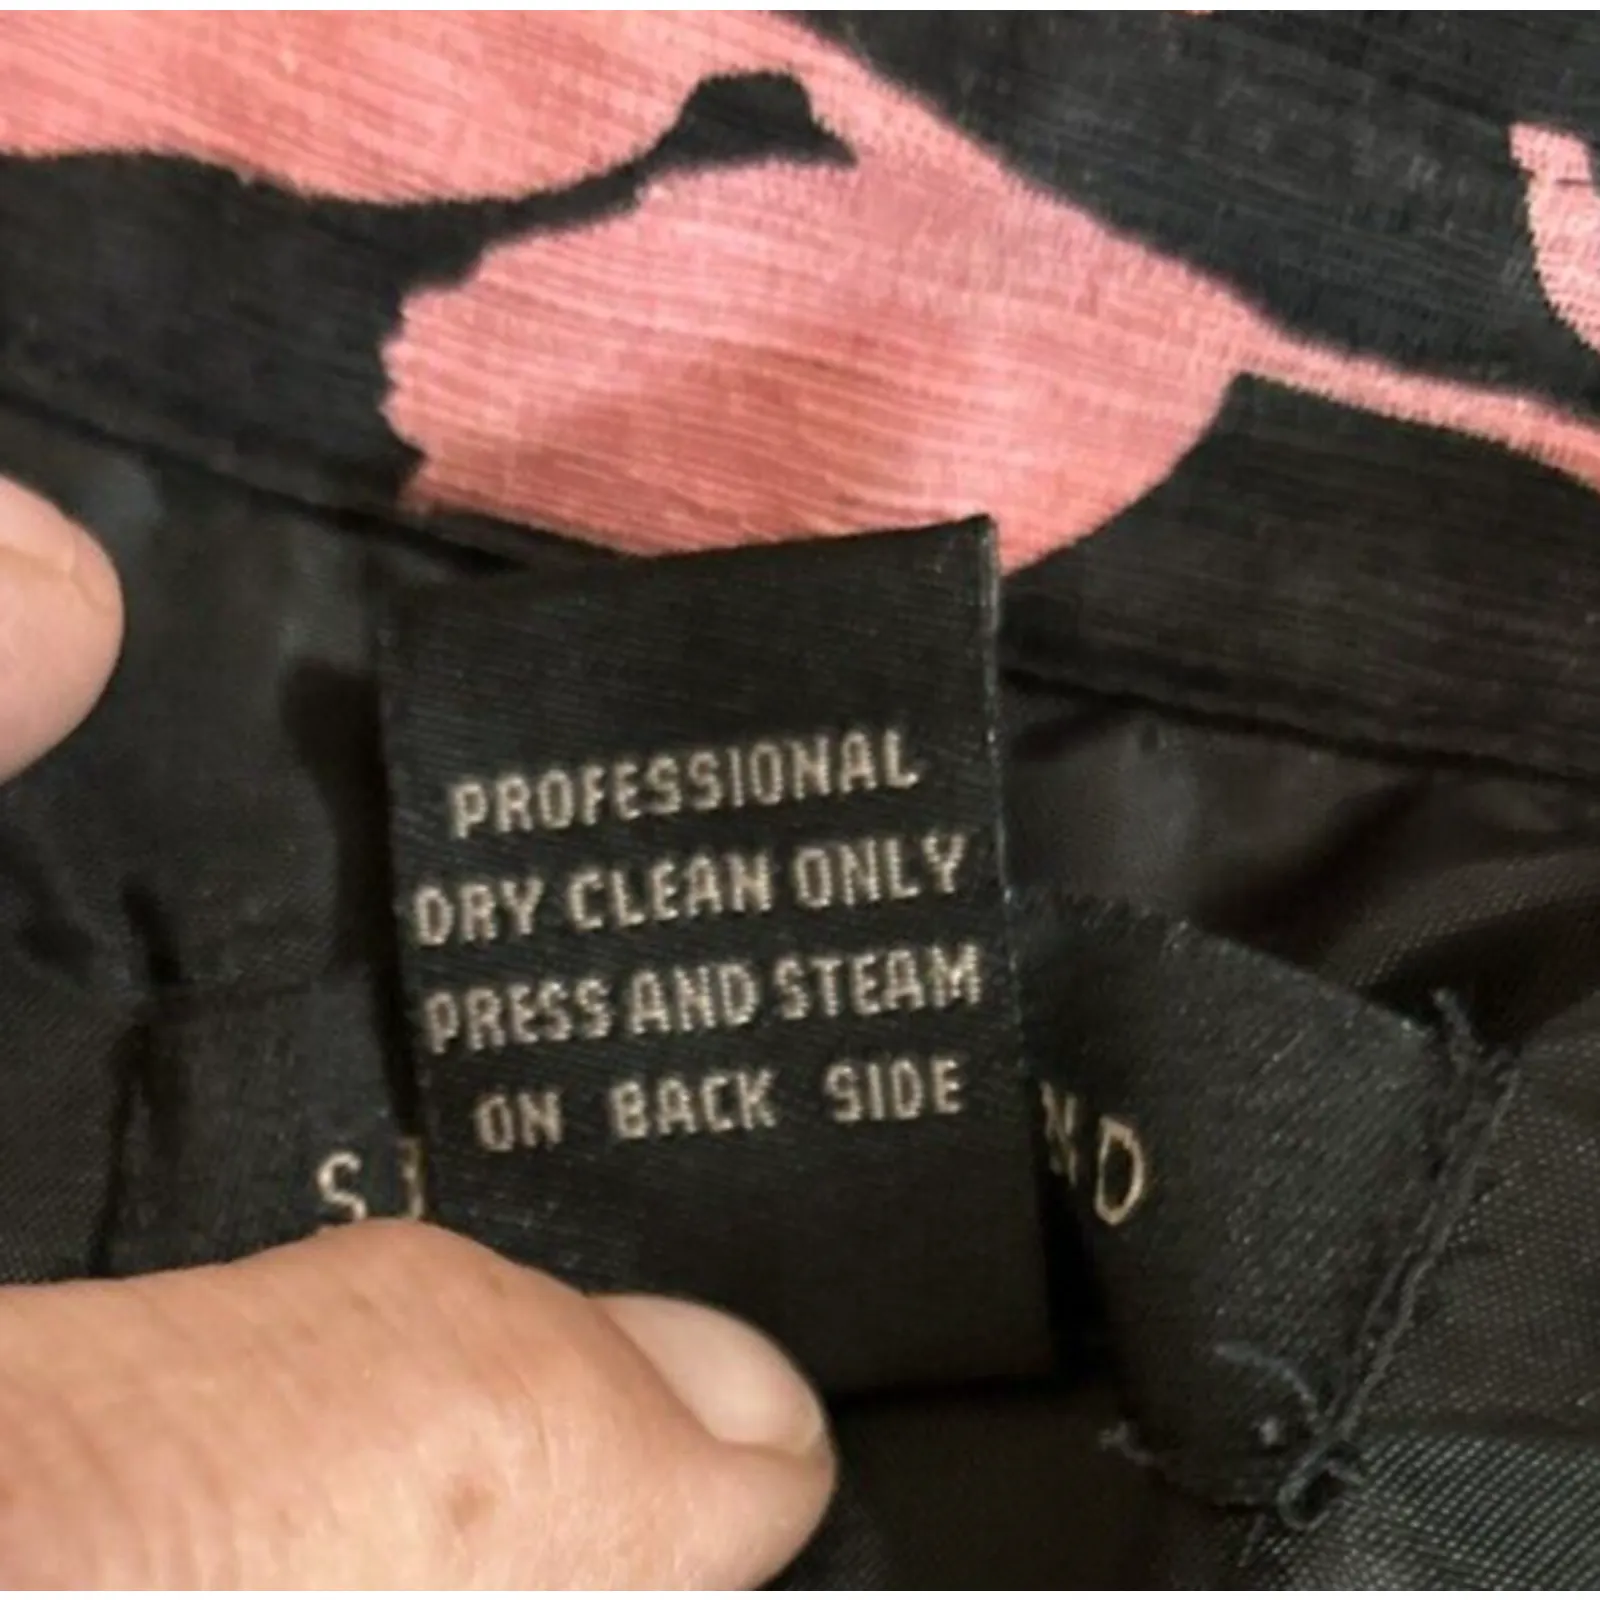 PROFESSIONAL
DRY CLEAN ONLY
PRESS AND STEAM
ON BACK SIDE